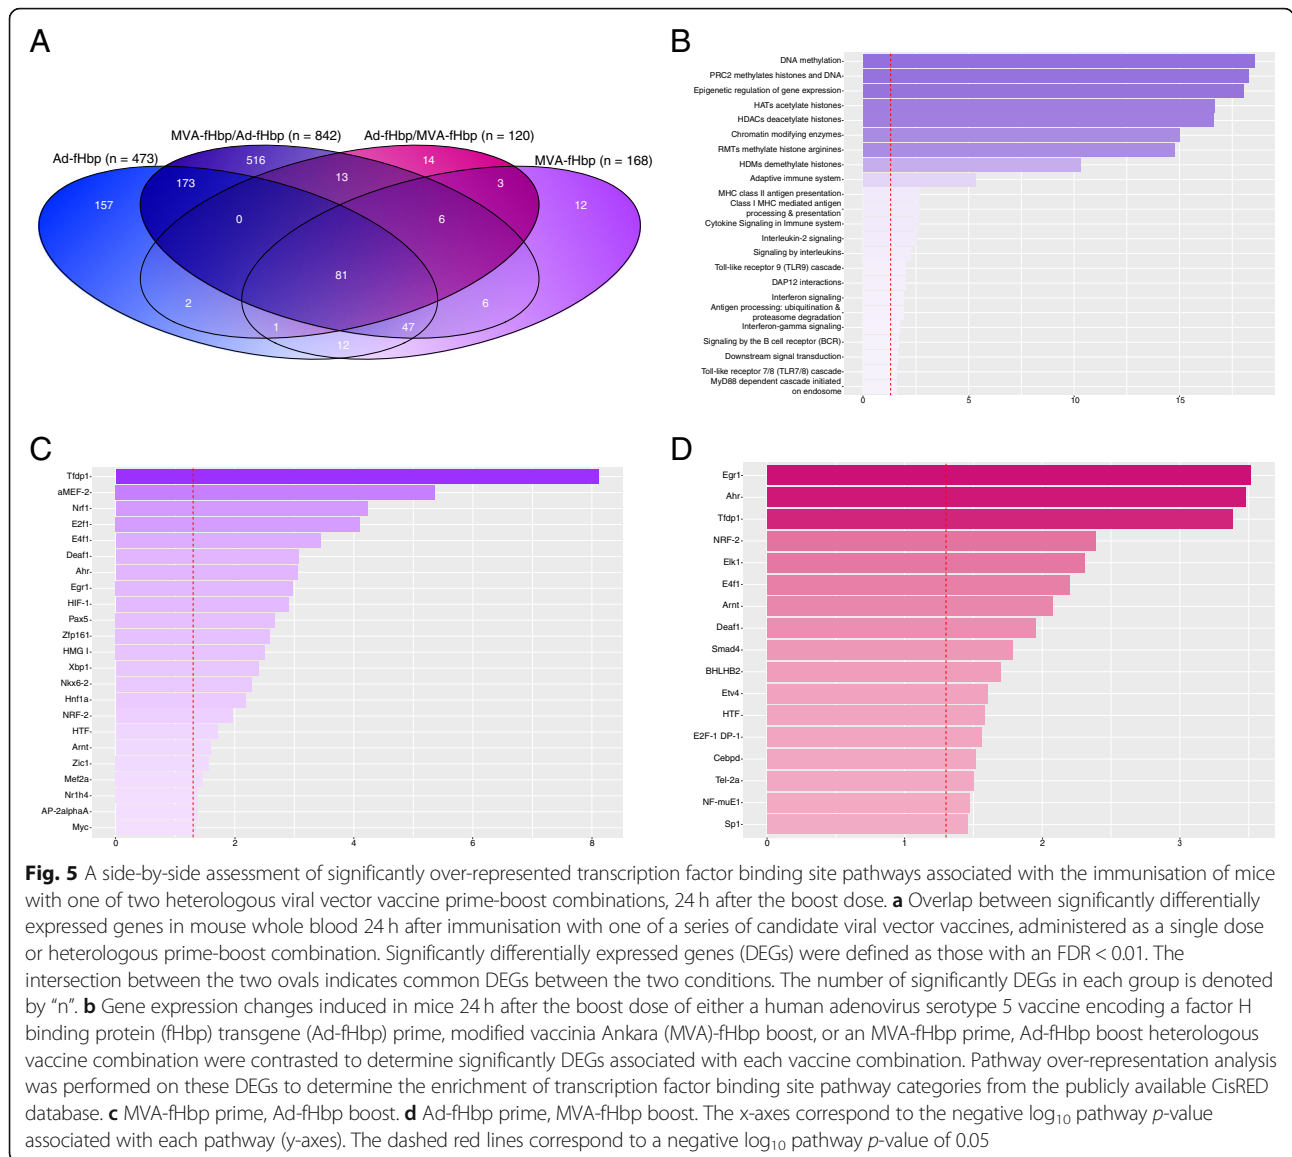 A
MVA-fHbp/Ad-fHbp (n = 842)
Ad-fHbp/MVA-fHbp (n = 120)
Ad-fHbp (n = 473)
MVA-fHbp (n = 168)
516
14
173
13
3
157
12
0
6
81
2
6
1
47
12
B
DNA methylation
PRC2 methylates histones and DNA
Epigenetic regulation of gene expression
HATs acetylate histones
HDACs deacetylate histones
Chromatin modifying enzymes
RMTs methylate histone arginines
HDMs demethylate histones
Adaptive immune system
MHC class II antigen presentation
Class I MHC mediated antigen
processing & presentation
Cytokine Signaling in Immune system
Interleukin-2 signaling
Signaling by interleukins
Toll-like receptor 9 (TLR9) cascade
DAP12 interactions
Interferon signaling
Antigen processing: ubiquitination &
proteasome degradation
Interferon-gamma signaling
Signaling by the B cell receptor (BCR)
Downstream signal transduction
Toll-like receptor 7/8 (TLR7/8) cascade
MyD88 dependent cascade initiated
on endosome
0 5 10 15
C
Tfdp1
aMEF-2
Nrf1
E2f1
E4f1
Deaf1
Ahr
Egr1
HIF-1
Pax5
Zfp161
HMG I
Xbp1
Nkx6-2
Hnf1a
NRF-2
HTF
Arnt
Zic1
Mef2a
Nr1h4
AP-2alphaA
Myc
0 2 4 6 8
D
Egr1
Ahr
Tfdp1
NRF-2
Elk1
E4f1
Arnt
Deaf1
Smad4
BHLHB2
Etv4
HTF
E2F-1 DP-1
Cebpd
Tel-2a
NF-muE1
Sp1
0 1 2 3
Fig. 5 A side-by-side assessment of significantly over-represented transcription factor binding site pathways associated with the immunisation of mice
with one of two heterologous viral vector vaccine prime-boost combinations, 24 h after the boost dose. a Overlap between significantly differentially
expressed genes in mouse whole blood 24 h after immunisation with one of a series of candidate viral vector vaccines, administered as a single dose
or heterologous prime-boost combination. Significantly differentially expressed genes (DEGs) were defined as those with an FDR < 0.01. The
intersection between the two ovals indicates common DEGs between the two conditions. The number of significantly DEGs in each group is denoted
by “n”. b Gene expression changes induced in mice 24 h after the boost dose of either a human adenovirus serotype 5 vaccine encoding a factor H
binding protein (fHbp) transgene (Ad-fHbp) prime, modified vaccinia Ankara (MVA)-fHbp boost, or an MVA-fHbp prime, Ad-fHbp boost heterologous
vaccine combination were contrasted to determine significantly DEGs associated with each vaccine combination. Pathway over-representation analysis
was performed on these DEGs to determine the enrichment of transcription factor binding site pathway categories from the publicly available CisRED
database. c MVA-fHbp prime, Ad-fHbp boost. d Ad-fHbp prime, MVA-fHbp boost. The x-axes correspond to the negative log10 pathway p-value
associated with each pathway (y-axes). The dashed red lines correspond to a negative log10 pathway p-value of 0.05